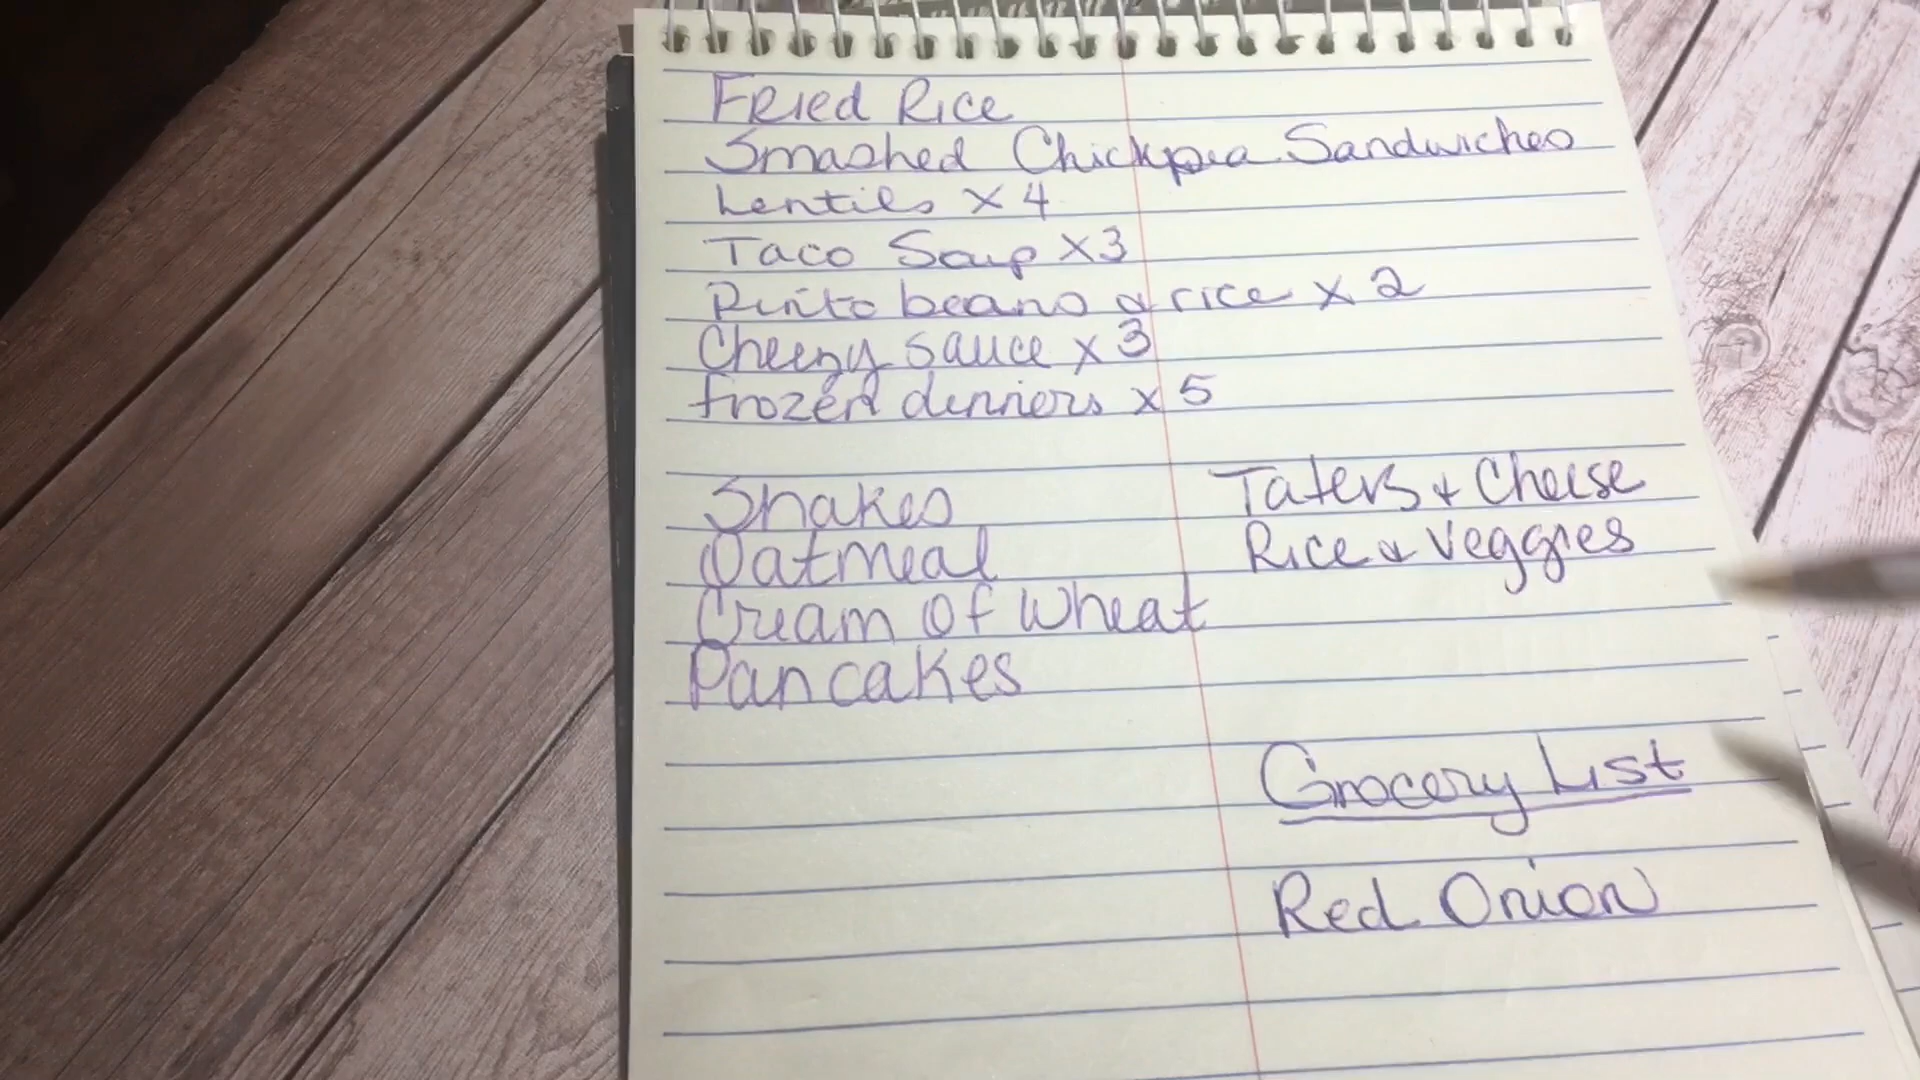 Fried Rice
Smashed Chickpea Sandwiches
Lentils x 4
Taco Soup x3
Pinto beans & rice x 2
Cheezy sauce x 3
frozen dinners x 5
Shakes
Oatmeal
Cream of Wheat
Pancakes
Taters + Cheese
Rice & Veggies
Grocery List
Red Onion